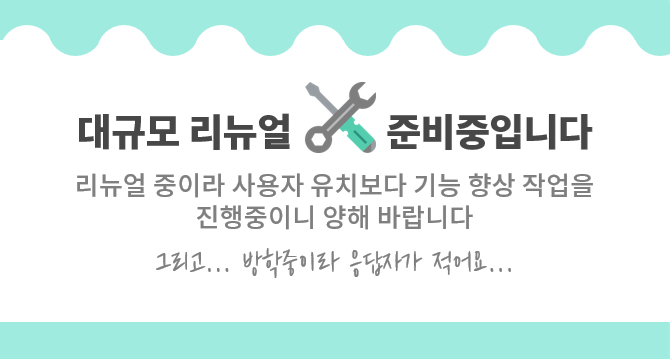 대규모 리뉴얼 준비중입니다
리뉴얼 중이라 사용자 유치보다 기능 향상 작업을
진행중이니 양해 바랍니다
그리고... 방학중이라 응답자가 적어요...